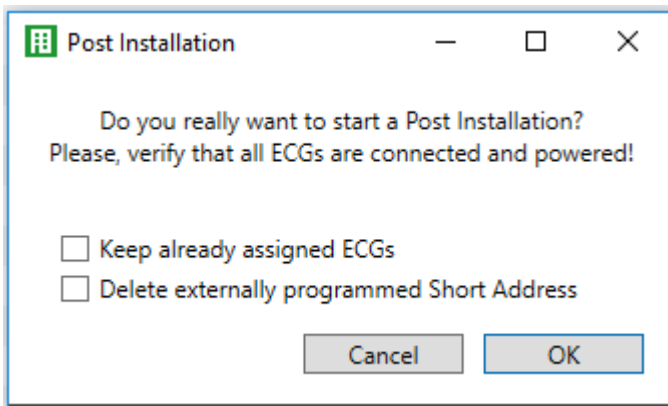 Post Installation
Do you really want to start a Post Installation?
Please, verify that all ECGs are connected and powered!
Keep already assigned ECGs
Delete externally programmed Short Address
Cancel
OK